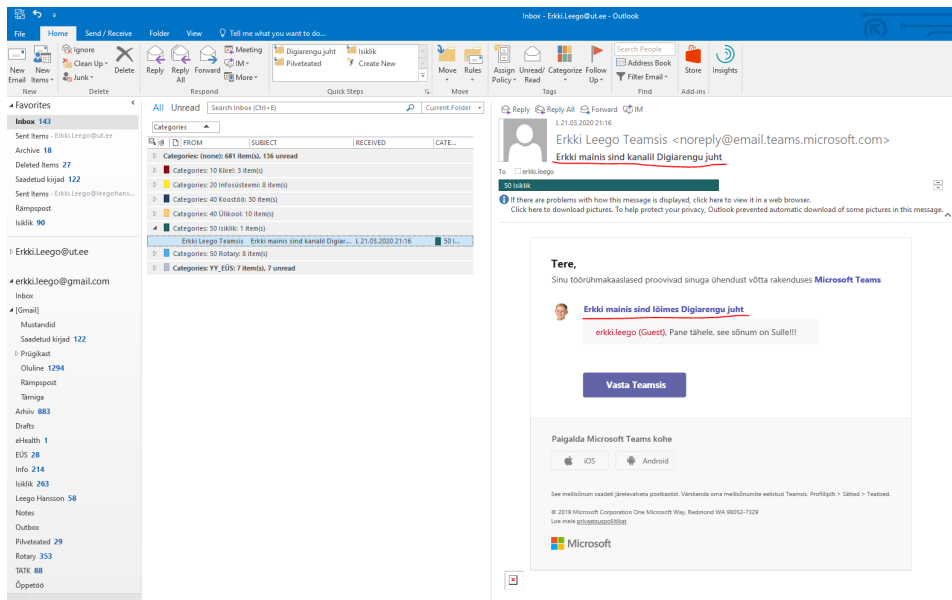 Inbox - Erkki.Leego@ut.ee - Outlook
File Home Send / Receive Folder View Tell me what you want to do...
New Email
New Items
Ignore
Clean Up
Junk
Delete
Reply
Reply All
Forward
Meeting
IM
More
Digiarengu juht
Pilveteated
Isiklik
Create New
Move
Rules
Assign Policy
Unread/ Read
Categorize
Follow Up
Search People
Address Book
Filter Email
Store
Insights
New Delete Respond Quick Steps Move Tags Find Add-ins
Favorites
Inbox 143
Sent Items - Erkki.Leego@ut.ee
Archive 18
Deleted Items 27
Saadetud kirjad 122
Sent Items - Erkki.Leego@leegohans...
Rämpspost
Isiklik 90
Erkki.Leego@ut.ee
erkki.leego@gmail.com
Inbox
[Gmail]
Mustandid
Saadetud kirjad 122
Prügikast
Oluline 1294
Rämpspost
Tärniga
Arhiiv 883
Drafts
eHealth 1
EÜS 28
Info 214
Isiklik 263
Leego Hansson 58
Notes
Outbox
Pilveteated 29
Rotary 353
TATK 88
Õppetöö
All Unread Search Inbox (Ctrl+E) Current Folder
Categories
FROM SUBJECT RECEIVED CATE...
Categories: (none): 681 item(s), 136 unread
Categories: 10 Kiire!: 3 item(s)
Categories: 20 Infosüsteemi: 8 item(s)
Categories: 40 Koostöö: 30 item(s)
Categories: 40 Ülikool: 10 item(s)
Categories: 50 Isiklik: 1 item(s)
Erkki Leego Teamsis Erkki mainis sind kanalil Digiar... L 21.03.2020 21:16 50 I...
Categories: 50 Rotary: 8 item(s)
Categories: YY_EÜS: 7 item(s), 7 unread
Reply Reply All Forward IM
L 21.03.2020 21:16
Erkki Leego Teamsis <noreply@email.teams.microsoft.com>
Erkki mainis sind kanalil Digiarengu juht
To erkki.leego
50 Isiklik
If there are problems with how this message is displayed, click here to view it in a web browser.
Click here to download pictures. To help protect your privacy, Outlook prevented automatic download of some pictures in this message.
Tere,
Sinu töörühmakaaslased proovivad sinuga ühendust võtta rakenduses Microsoft Teams
Erkki mainis sind lõimes Digiarengu juht
erkki.leego (Guest), Pane tähele, see sõnum on Sulle!!!
Vasta Teamsis
Paigalda Microsoft Teams kohe
iOS Android
See meilisõnum saadeti järelevalveta postkastist. Värskenda oma meilisõnumite eelistusi Teamsis. Profiilipilt > Sätted > Teatised.
© 2019 Microsoft Corporation One Microsoft Way, Redmond WA 98052-7329
Loe meie privaatsuspoliitikat
Microsoft